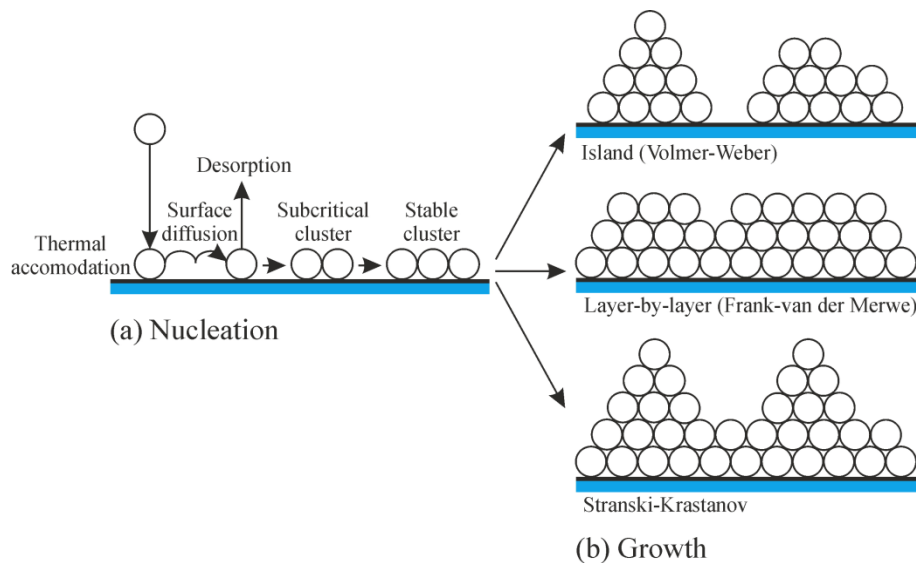 Desorption
Surface
diffusion
Subcritical
cluster
Stable
cluster
Thermal
accomodation
(a) Nucleation
Island (Volmer-Weber)
Layer-by-layer (Frank-van der Merwe)
Stranski-Krastanov
(b) Growth